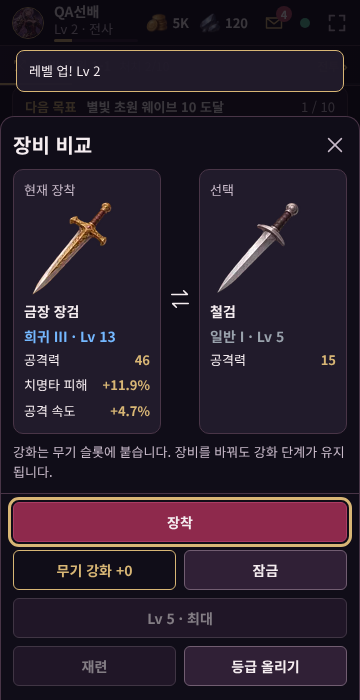 QA선배
Lv 2 · 전사
5K
120
4
레벨 업! Lv 2
다음 목표 별빛 초원 웨이브 10 도달 1 / 10
장비 비교
현재 장착
금장 장검
희귀 III · Lv 13
공격력 46
치명타 피해 +11.9%
공격 속도 +4.7%
선택
철검
일반 I · Lv 5
공격력 15
강화는 무기 슬롯에 붙습니다. 장비를 바꿔도 강화 단계가 유지
됩니다.
장착
무기 강화 +0
잠금
Lv 5 · 최대
재련
등급 올리기